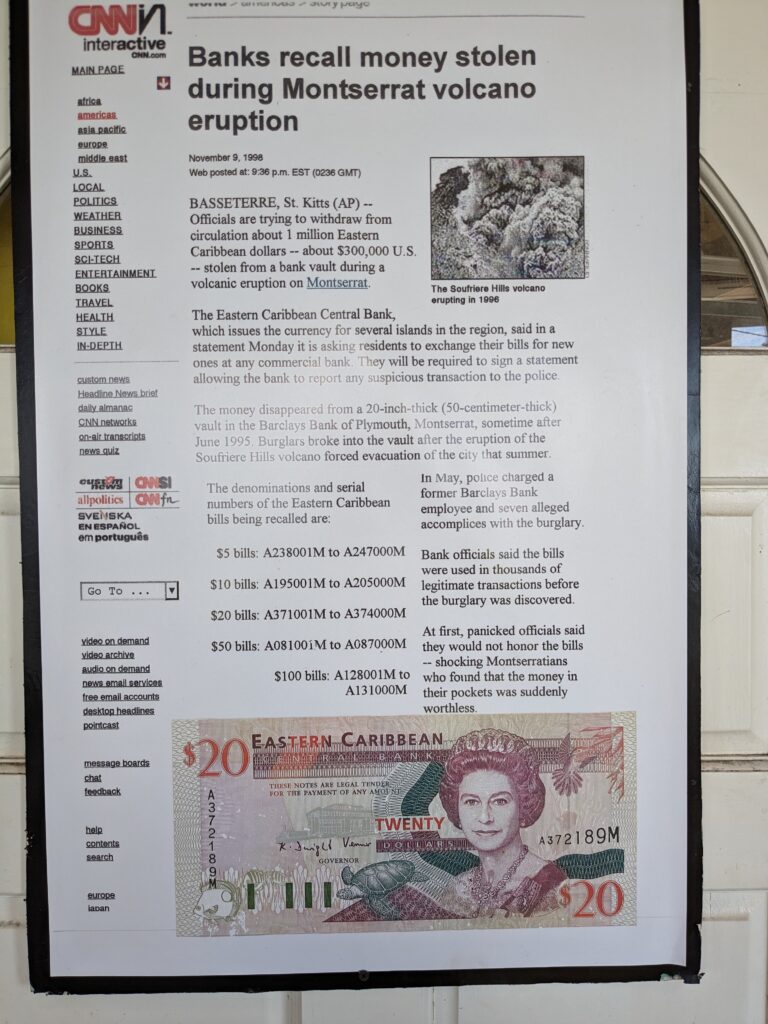 world > americas > storypage
CNNin.
interactive
CNN.com
MAIN PAGE
africa
americas
asia pacific
europe
middle east
U.S.
LOCAL
POLITICS
WEATHER
BUSINESS
SPORTS
SCI-TECH
ENTERTAINMENT
BOOKS
TRAVEL
HEALTH
STYLE
IN-DEPTH
custom news
Headline News brief
daily almanac
CNN networks
on-air transcripts
news quiz
custom news CNNSI
allpolitics CNNfn
SVENSKA
EN ESPAÑOL
em português
Go To ...
video on demand
video archive
audio on demand
news email services
free email accounts
desktop headlines
pointcast
message boards
chat
feedback
help
contents
search
europe
japan
Banks recall money stolen
during Montserrat volcano
eruption
November 9, 1998
Web posted at: 9:36 p.m. EST (0236 GMT)
BASSETERRE, St. Kitts (AP) --
Officials are trying to withdraw from
circulation about 1 million Eastern
Caribbean dollars -- about $300,000 U.S.
-- stolen from a bank vault during a
volcanic eruption on Montserrat.
The Soufriere Hills volcano
erupting in 1996
The Eastern Caribbean Central Bank,
which issues the currency for several islands in the region, said in a
statement Monday it is asking residents to exchange their bills for new
ones at any commercial bank. They will be required to sign a statement
allowing the bank to report any suspicious transaction to the police.
The money disappeared from a 20-inch-thick (50-centimeter-thick)
vault in the Barclays Bank of Plymouth, Montserrat, sometime after
June 1995. Burglars broke into the vault after the eruption of the
Soufriere Hills volcano forced evacuation of the city that summer.
The denominations and serial
numbers of the Eastern Caribbean
bills being recalled are:
$5 bills: A238001M to A247000M
$10 bills: A195001M to A205000M
$20 bills: A371001M to A374000M
$50 bills: A081001M to A087000M
$100 bills: A128001M to
A131000M
In May, police charged a
former Barclays Bank
employee and seven alleged
accomplices with the burglary.
Bank officials said the bills
were used in thousands of
legitimate transactions before
the burglary was discovered.
At first, panicked officials said
they would not honor the bills
-- shocking Montserratians
who found that the money in
their pockets was suddenly
worthless.
$20 EASTERN CARIBBEAN
CENTRAL BANK
THESE NOTES ARE LEGAL TENDER
FOR THE PAYMENT OF ANY AMOUNT
A372189M
TWENTY
DOLLARS
K. Dwight Venner
GOVERNOR
A372189M
$20